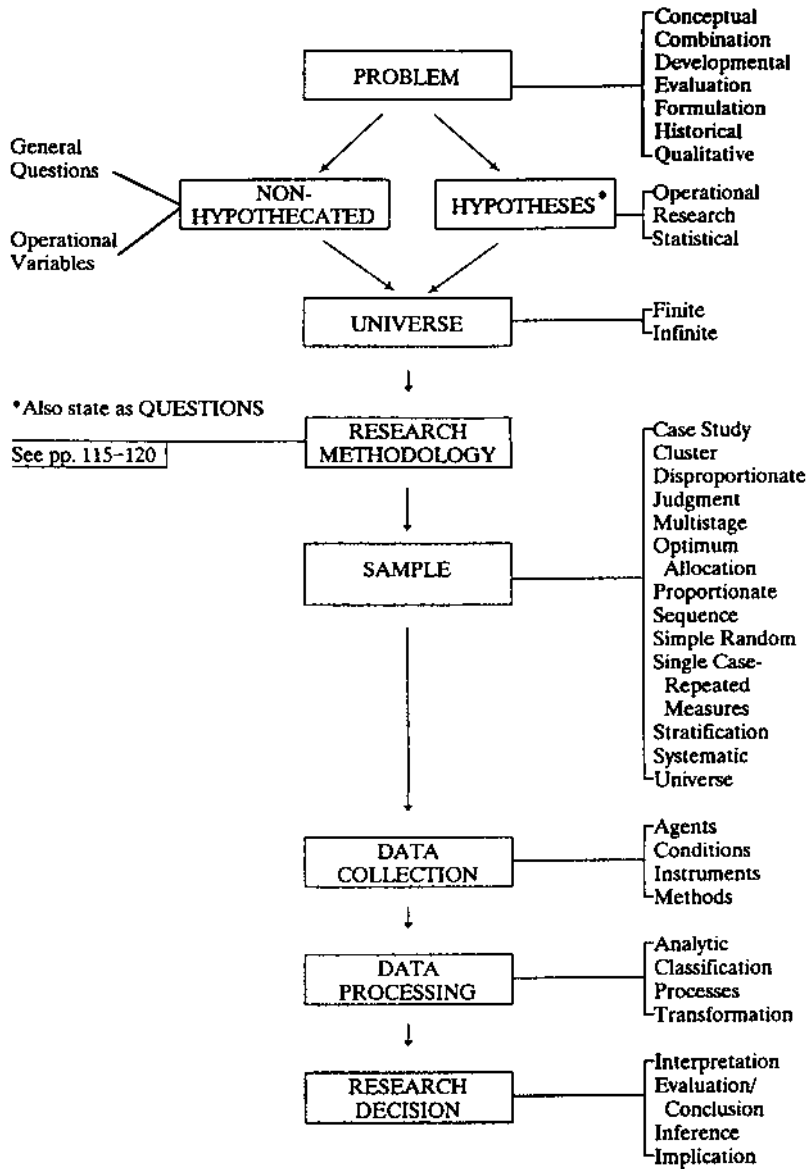 PROBLEM
Conceptual
Combination
Developmental
Evaluation
Formulation
Historical
Qualitative
General
Questions
Operational
Variables
NON-
HYPOTHECATED
HYPOTHESES*
Operational
Research
Statistical
UNIVERSE
Finite
Infinite
*Also state as QUESTIONS
See pp. 115–120
RESEARCH
METHODOLOGY
SAMPLE
Case Study
Cluster
Disproportionate
Judgment
Multistage
Optimum
Allocation
Proportionate
Sequence
Simple Random
Single Case-
Repeated
Measures
Stratification
Systematic
Universe
DATA
COLLECTION
Agents
Conditions
Instruments
Methods
DATA
PROCESSING
Analytic
Classification
Processes
Transformation
RESEARCH
DECISION
Interpretation
Evaluation/
Conclusion
Inference
Implication